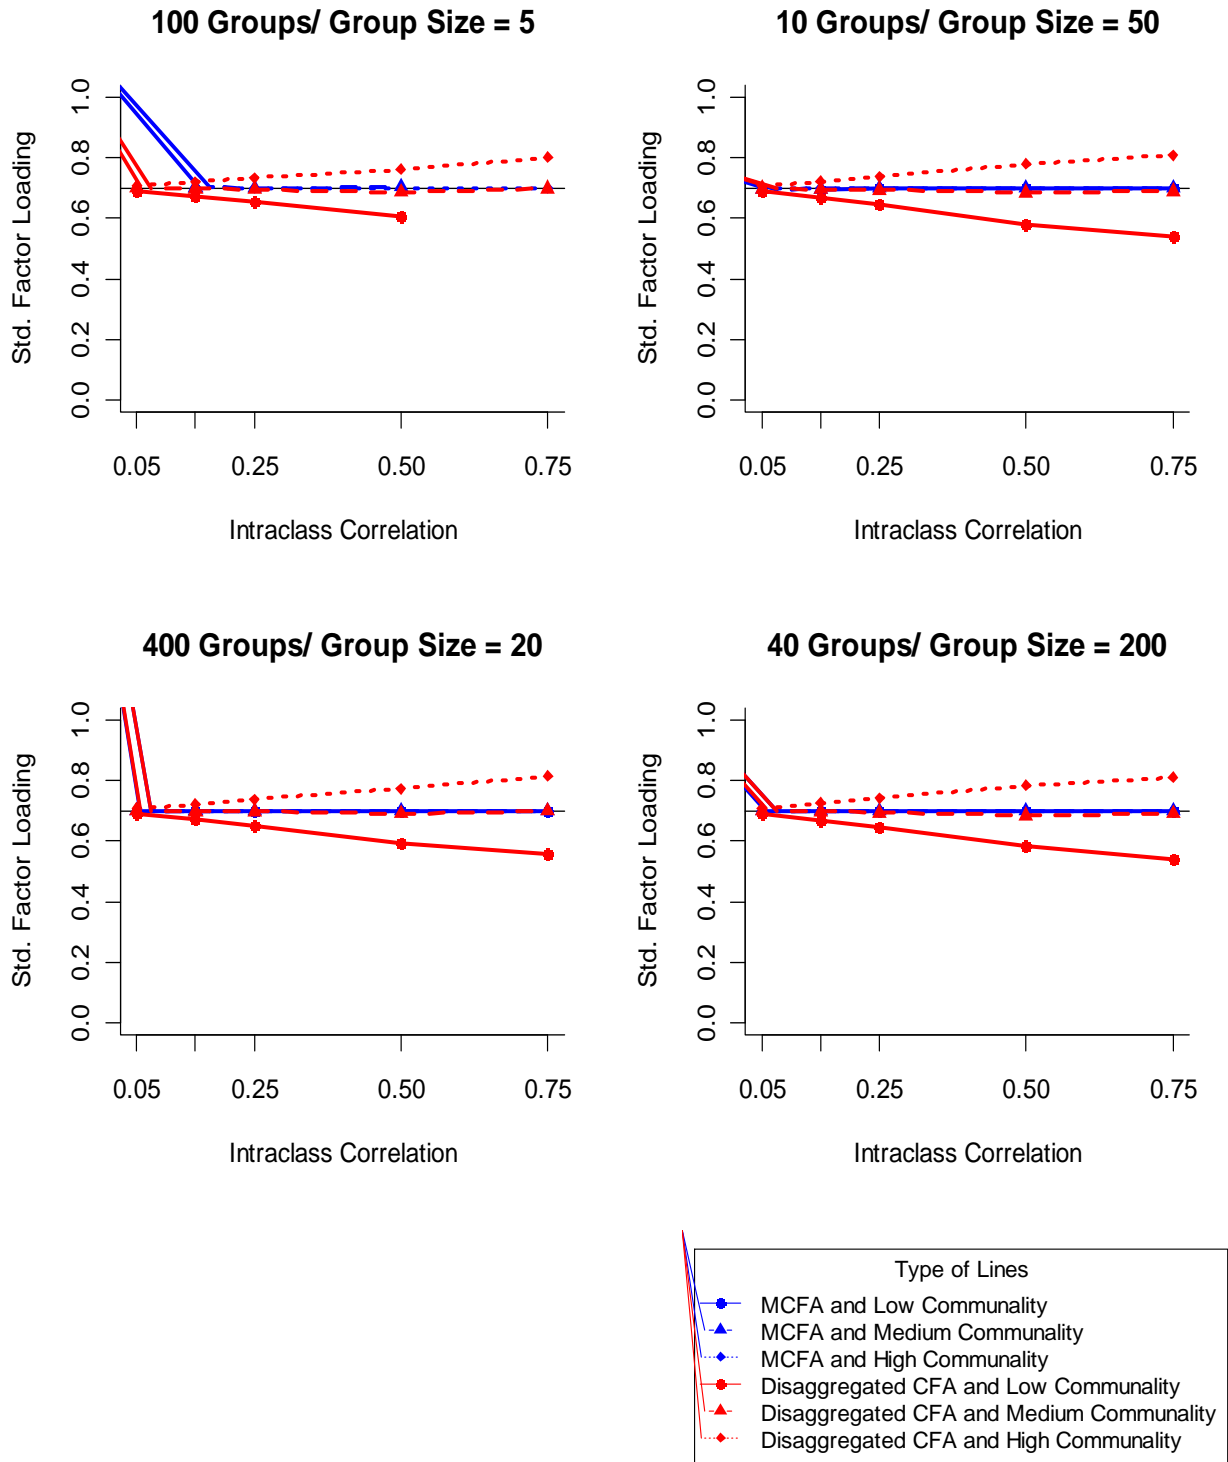 100 Groups/ Group Size = 5
Std. Factor Loading
1.0
0.8
0.6
0.4
0.2
0.0
0.05 0.25 0.50 0.75
Intraclass Correlation
10 Groups/ Group Size = 50
Std. Factor Loading
1.0
0.8
0.6
0.4
0.2
0.0
0.05 0.25 0.50 0.75
Intraclass Correlation
400 Groups/ Group Size = 20
Std. Factor Loading
1.0
0.8
0.6
0.4
0.2
0.0
0.05 0.25 0.50 0.75
Intraclass Correlation
40 Groups/ Group Size = 200
Std. Factor Loading
1.0
0.8
0.6
0.4
0.2
0.0
0.05 0.25 0.50 0.75
Intraclass Correlation
Type of Lines
MCFA and Low Communality
MCFA and Medium Communality
MCFA and High Communality
Disaggregated CFA and Low Communality
Disaggregated CFA and Medium Communality
Disaggregated CFA and High Communality